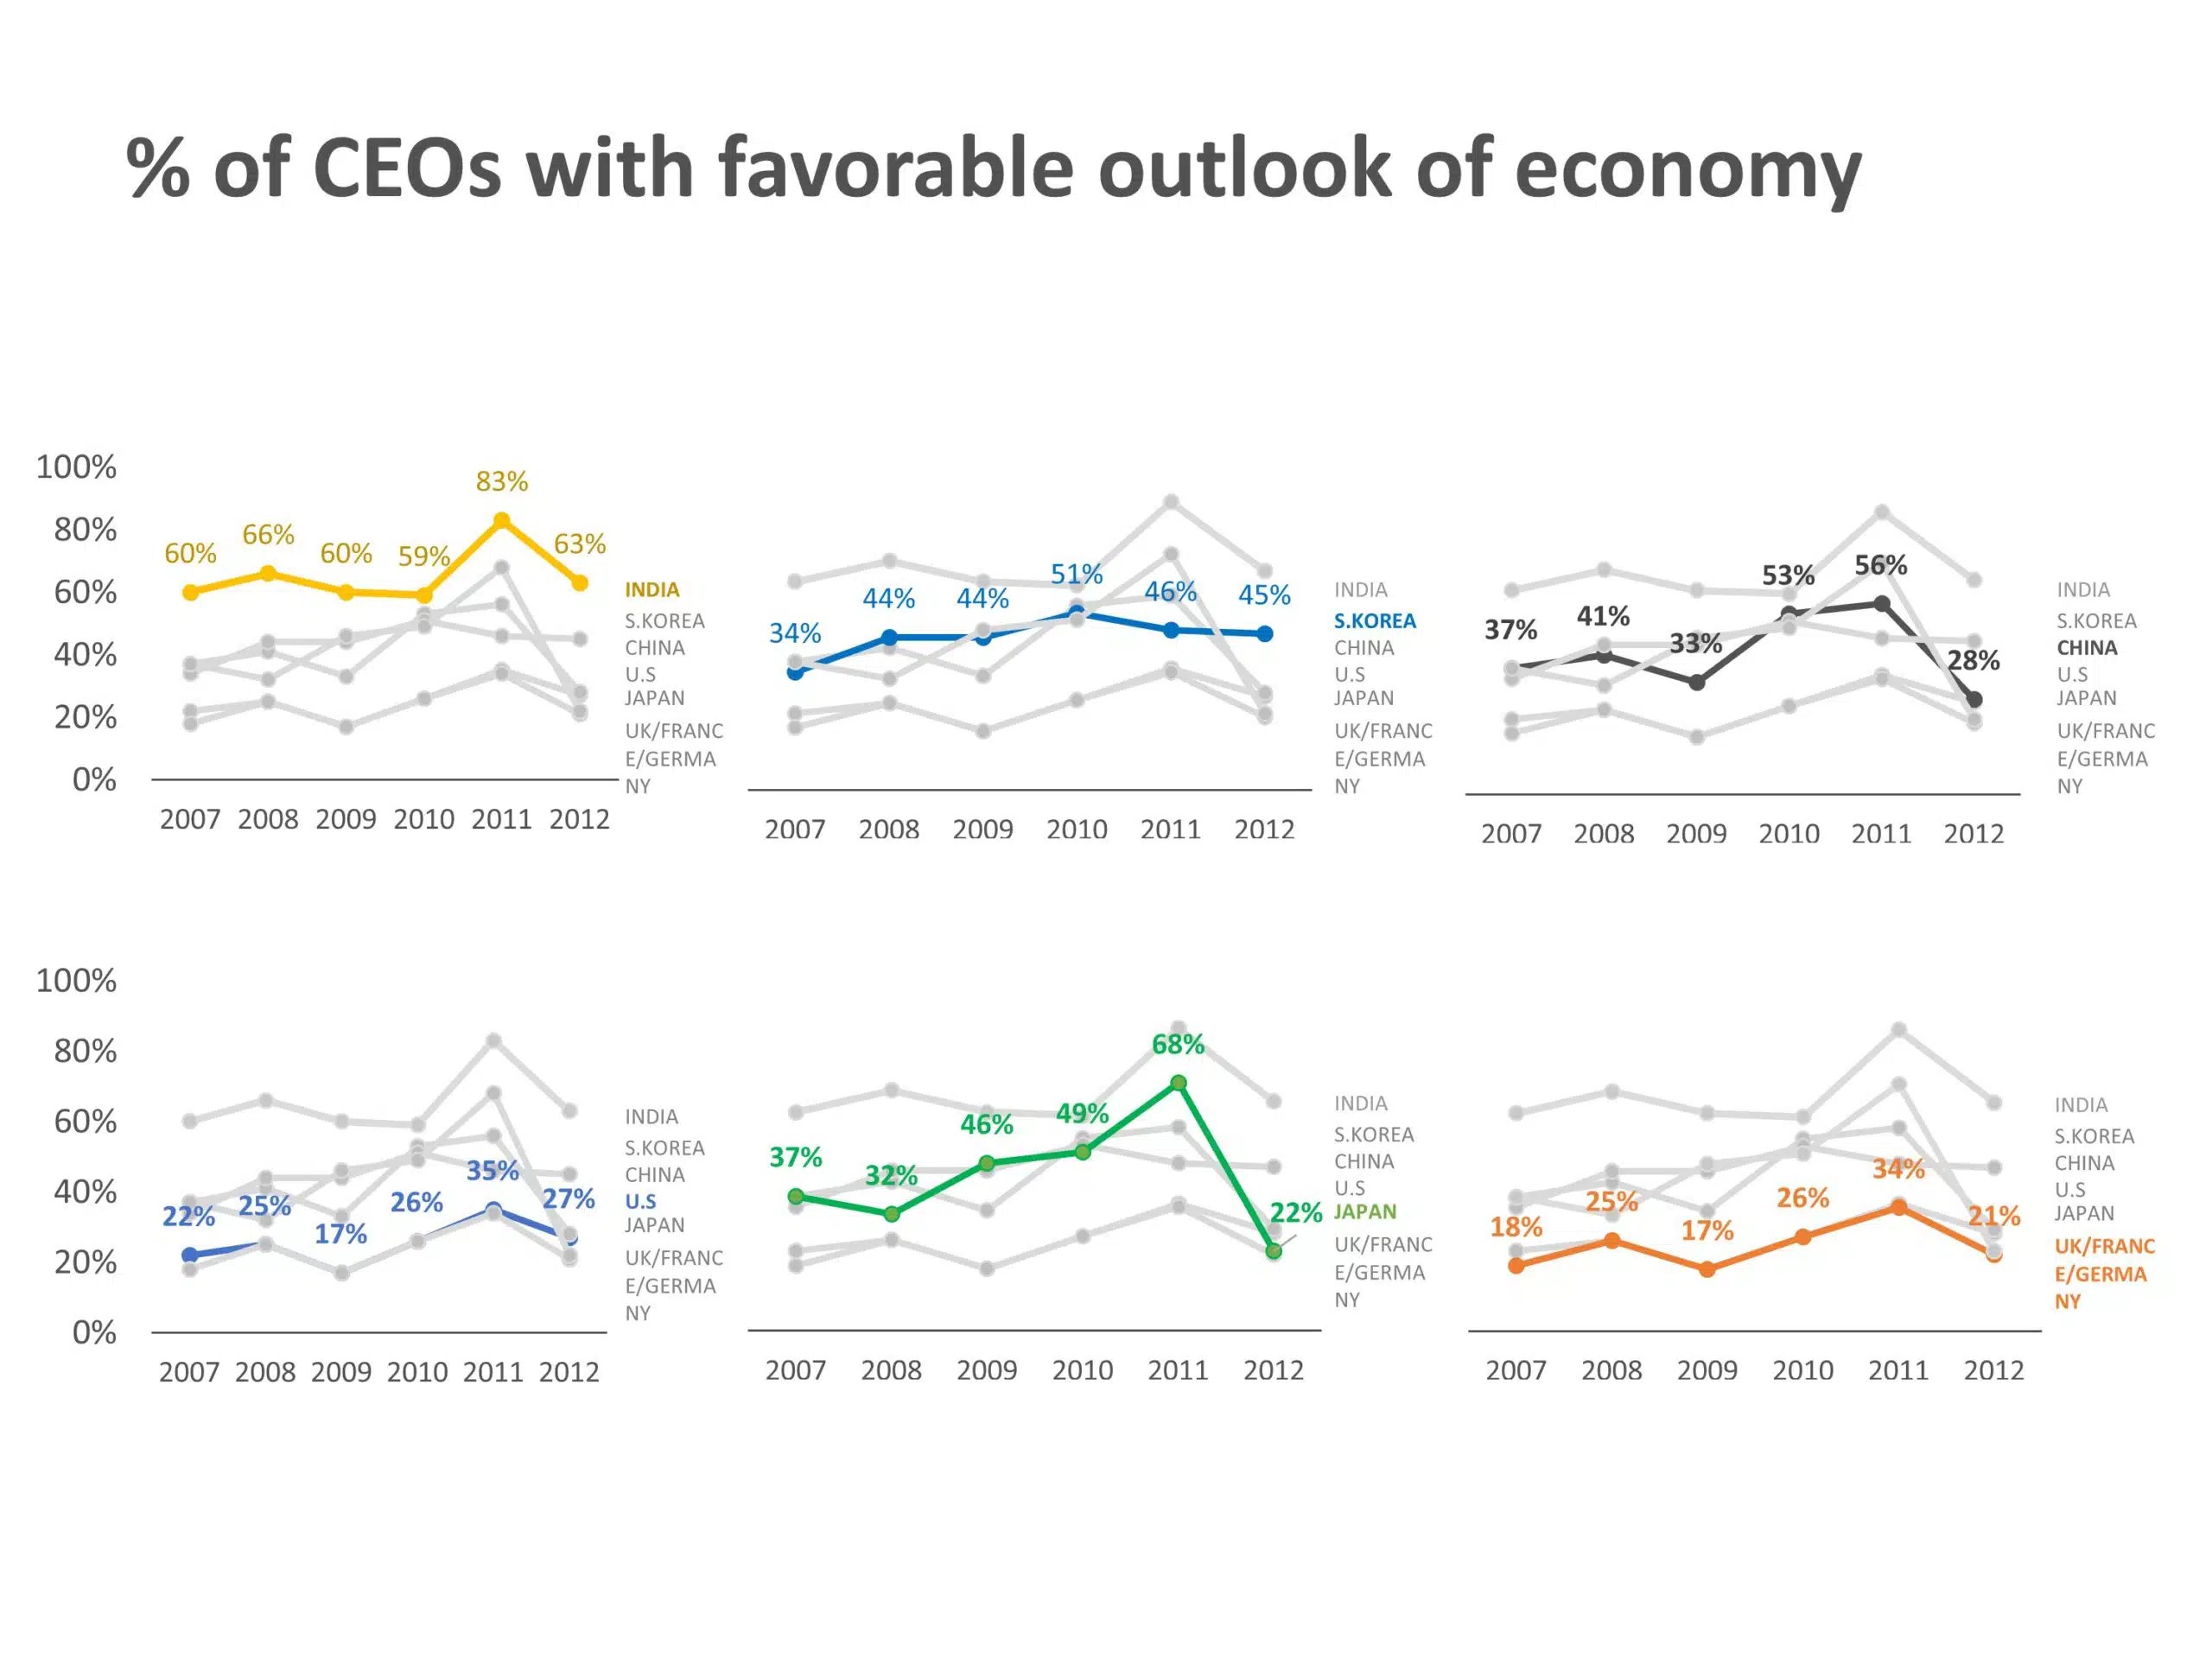 % of CEOs with favorable outlook of economy
100%
80%
60%
40%
20%
0%
60%
66%
60%
59%
83%
63%
2007 2008 2009 2010 2011 2012
INDIA
S.KOREA
CHINA
U.S
JAPAN
UK/FRANC
E/GERMA
NY
34%
44%
44%
51%
46%
45%
2007 2008 2009 2010 2011 2012
INDIA
S.KOREA
CHINA
U.S
JAPAN
UK/FRANC
E/GERMA
NY
37%
41%
33%
53%
56%
28%
2007 2008 2009 2010 2011 2012
INDIA
S.KOREA
CHINA
U.S
JAPAN
UK/FRANC
E/GERMA
NY
100%
80%
60%
40%
20%
0%
22%
25%
17%
26%
35%
27%
2007 2008 2009 2010 2011 2012
INDIA
S.KOREA
CHINA
U.S
JAPAN
UK/FRANC
E/GERMA
NY
37%
32%
46%
49%
68%
22%
2007 2008 2009 2010 2011 2012
INDIA
S.KOREA
CHINA
U.S
JAPAN
UK/FRANC
E/GERMA
NY
18%
25%
17%
26%
34%
21%
2007 2008 2009 2010 2011 2012
INDIA
S.KOREA
CHINA
U.S
JAPAN
UK/FRANC
E/GERMA
NY